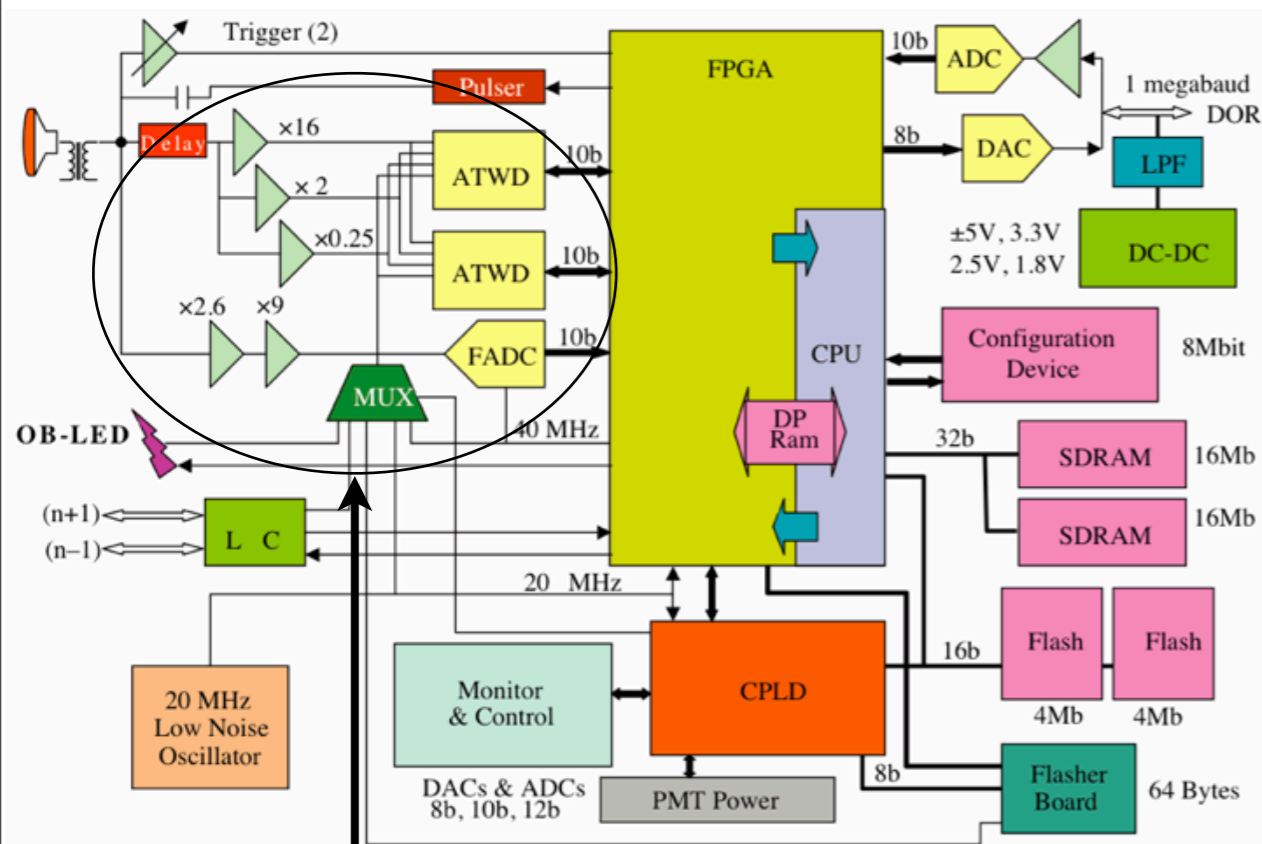 Trigger (2)
Pulser
Delay
×16
× 2
×0.25
×2.6
×9
ATWD
10b
ATWD
10b
FADC
10b
MUX
40 MHz
OB-LED
(n+1)
(n−1)
L C
20 MHz
20 MHz
Low Noise
Oscillator
FPGA
CPU
DP
Ram
10b
ADC
8b
DAC
1 megabaud
DOR
LPF
DC-DC
±5V, 3.3V
2.5V, 1.8V
Configuration
Device
8Mbit
32b
SDRAM
16Mb
SDRAM
16Mb
16b
Flash
Flash
4Mb
4Mb
Monitor
& Control
DACs & ADCs
8b, 10b, 12b
CPLD
PMT Power
8b
Flasher
Board
64 Bytes